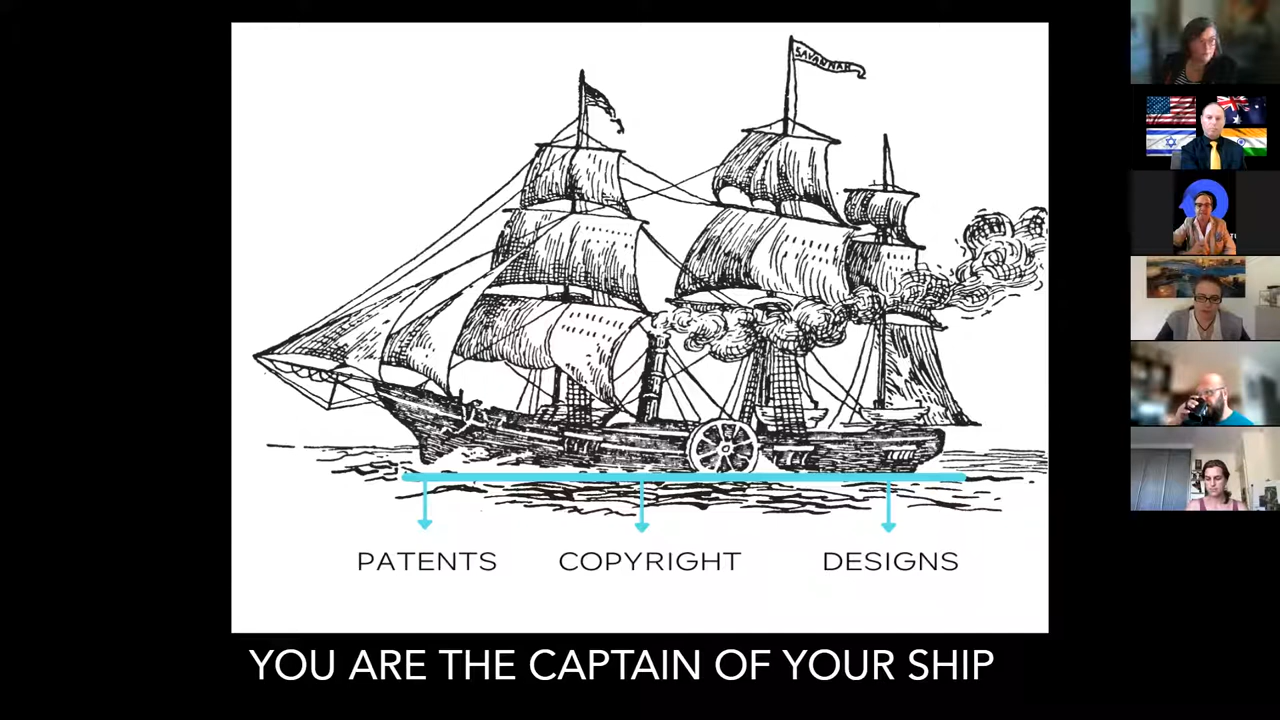 SAVANNAH
PATENTS COPYRIGHT DESIGNS
YOU ARE THE CAPTAIN OF YOUR SHIP